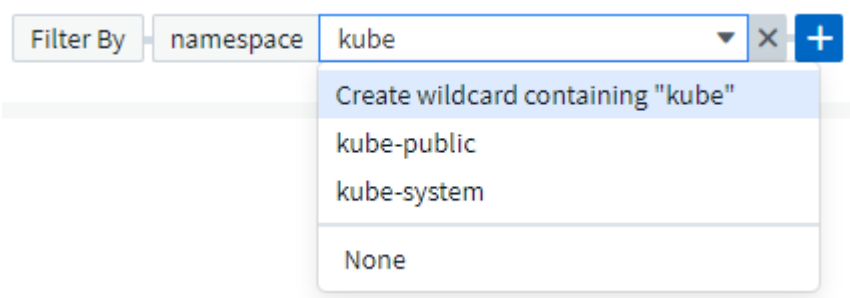 Filter By namespace kube
Create wildcard containing "kube"
kube-public
kube-system
None